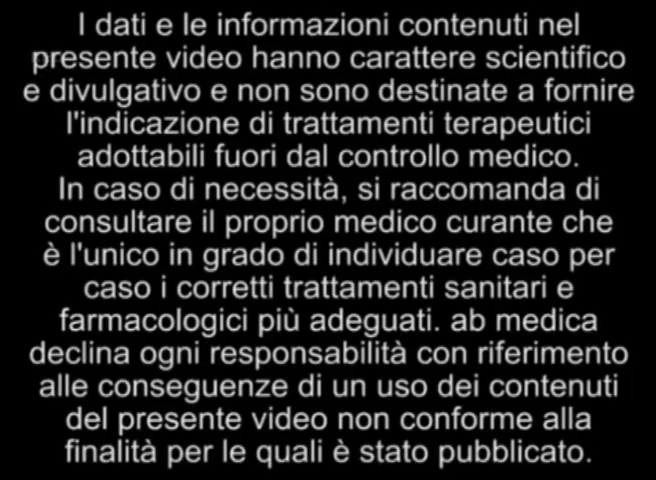 I dati e le informazioni contenuti nel
presente video hanno carattere scientifico
e divulgativo e non sono destinate a fornire
l'indicazione di trattamenti terapeutici
adottabili fuori dal controllo medico.
In caso di necessità, si raccomanda di
consultare il proprio medico curante che
è l'unico in grado di individuare caso per
caso i corretti trattamenti sanitari e
farmacologici più adeguati. ab medica
declina ogni responsabilità con riferimento
alle conseguenze di un uso dei contenuti
del presente video non conforme alla
finalità per le quali è stato pubblicato.